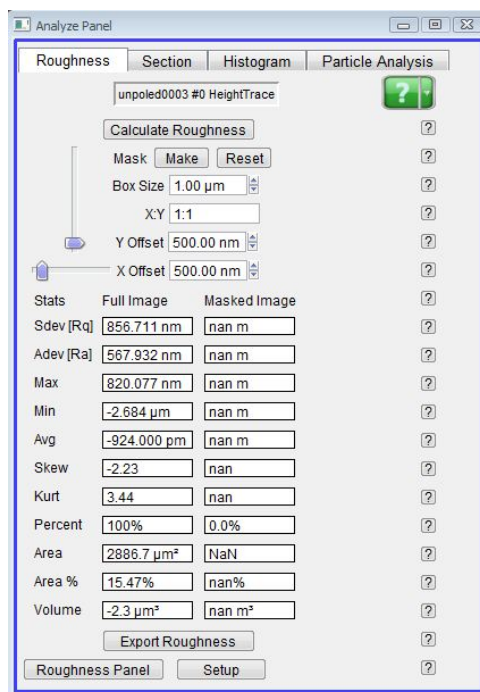 Analyze Panel
Roughness Section Histogram Particle Analysis
unpoled0003 #0 HeightTrace ?
Calculate Roughness ?
Mask Make Reset ?
Box Size 1.00 µm ?
X:Y 1:1 ?
Y Offset 500.00 nm ?
X Offset 500.00 nm ?
Stats Full Image Masked Image ?
Sdev [Rq] 856.711 nm nan m ?
Adev [Ra] 567.932 nm nan m ?
Max 820.077 nm nan m ?
Min -2.684 µm nan m ?
Avg -924.000 pm nan m ?
Skew -2.23 nan ?
Kurt 3.44 nan ?
Percent 100% 0.0% ?
Area 2886.7 µm² NaN ?
Area % 15.47% nan% ?
Volume -2.3 µm³ nan m³ ?
Export Roughness ?
Roughness Panel Setup ?